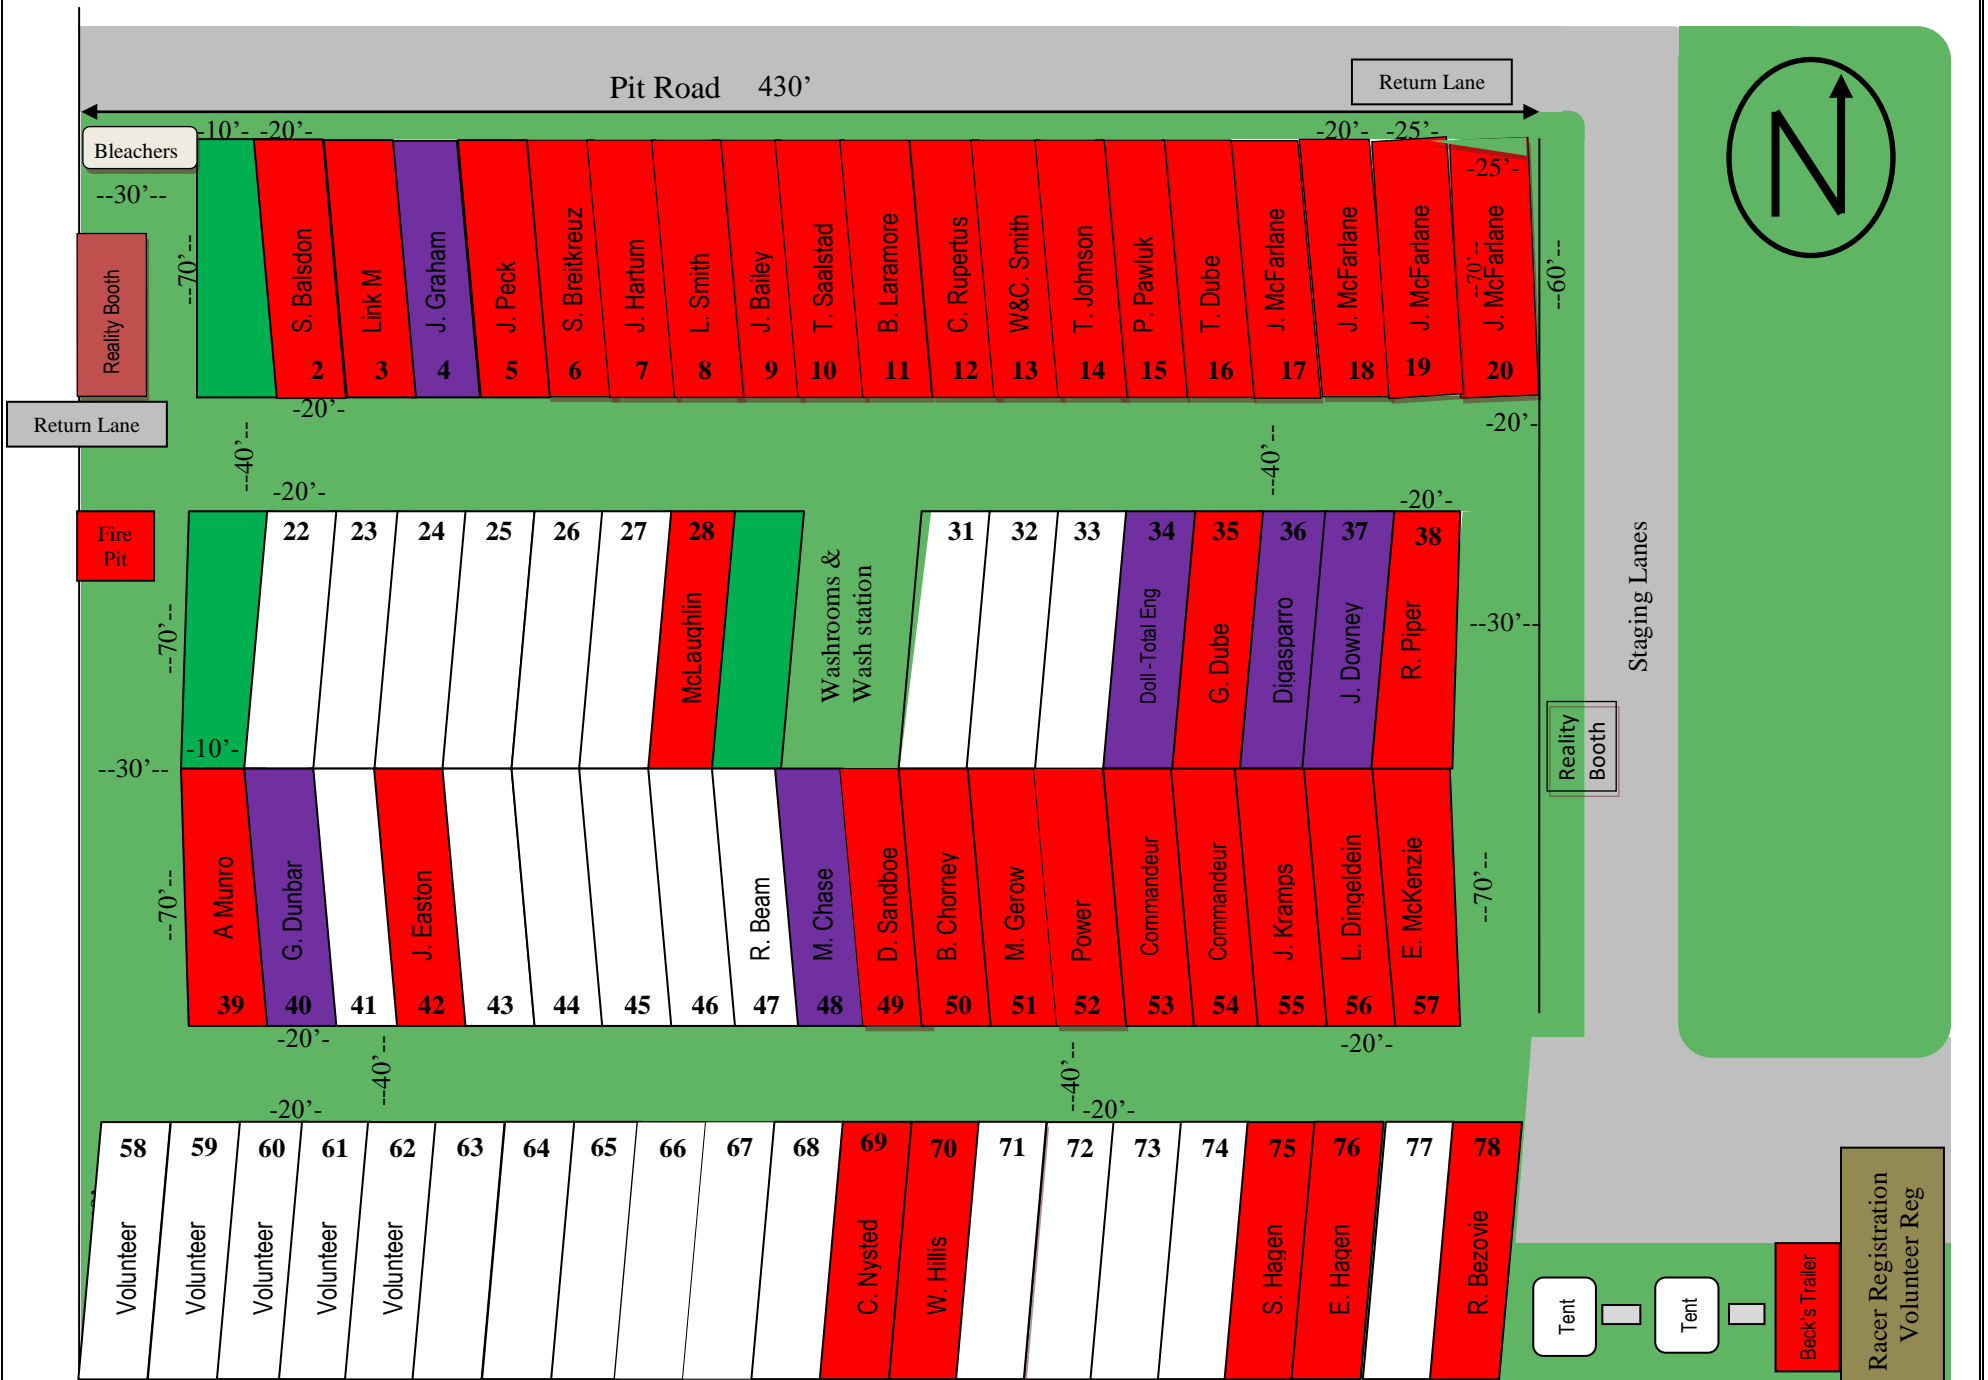 Pit Road 430’
Return Lane
Bleachers
-10’- -20’-
-20’- -25’-
-25’-
--30’--
--70’--
--70’--
--60’--
Reality Booth
S. Balsdon
Link M
J. Graham
J. Peck
S. Breitkreuz
J. Hartum
L. Smith
J. Bailey
T. Saalstad
B. Laramore
C. Rupertus
W&C. Smith
T. Johnson
P. Pawluk
T. Dube
J. McFarlane
J. McFarlane
J. McFarlane
J. McFarlane
2 3 4 5 6 7 8 9 10 11 12 13 14 15 16 17 18 19 20
Return Lane
-20’-
-20’-
--40’--
--40’--
-20’-
-20’-
Fire
Pit
22 23 24 25 26 27 28 31 32 33 34 35 36 37 38
McLaughlin
Washrooms &
Wash station
Doll -Total Eng
G. Dube
Digasparro
J. Downey
R. Piper
--70’--
--30’--
Staging Lanes
Reality
Booth
-10’-
--30’--
A Munro
G. Dunbar
J. Easton
R. Beam
M. Chase
D. Sandboe
B. Chorney
M. Gerow
Power
Commandeur
Commandeur
J. Kramps
L. Dingeldein
E. McKenzie
--70’--
--70’--
39 40 41 42 43 44 45 46 47 48 49 50 51 52 53 54 55 56 57
-20’-
-20’-
--40’--
--40’--
-20’-
-20’-
58 59 60 61 62 63 64 65 66 67 68 69 70 71 72 73 74 75 76 77 78
Volunteer
Volunteer
Volunteer
Volunteer
Volunteer
C. Nysted
W. Hillis
S. Hagen
E. Hagen
R. Bezovie
Tent
Tent
Beck's Trailer
Racer Registration
Volunteer Reg
N